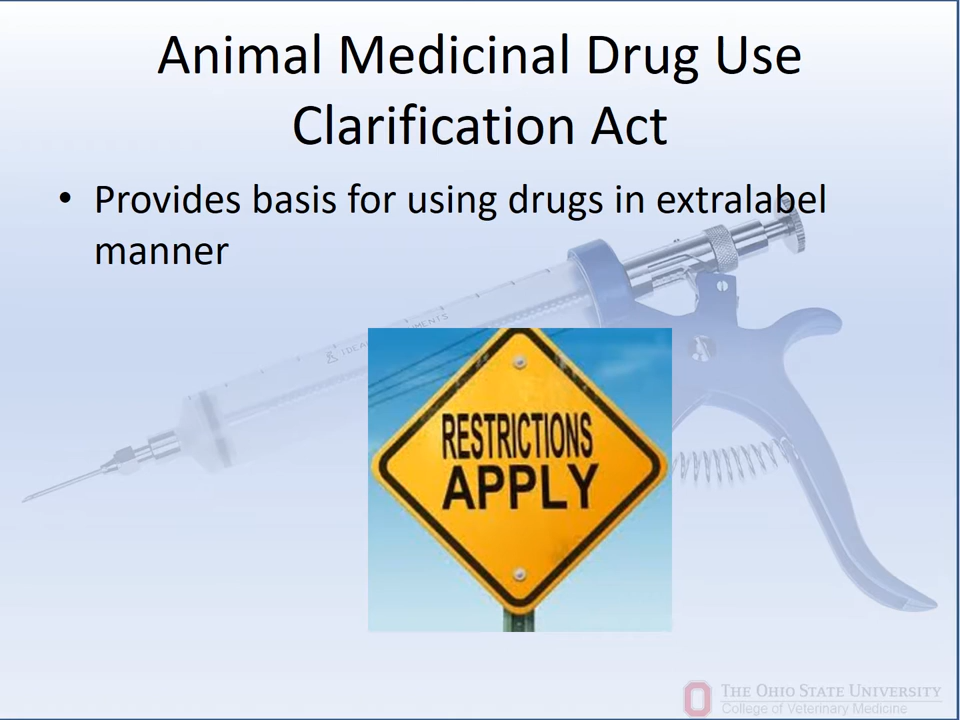 Animal Medicinal Drug Use
Clarification Act
• Provides basis for using drugs in extralabel
manner
RESTRICTIONS
APPLY
THE OHIO STATE UNIVERSITY
College of Veterinary Medicine